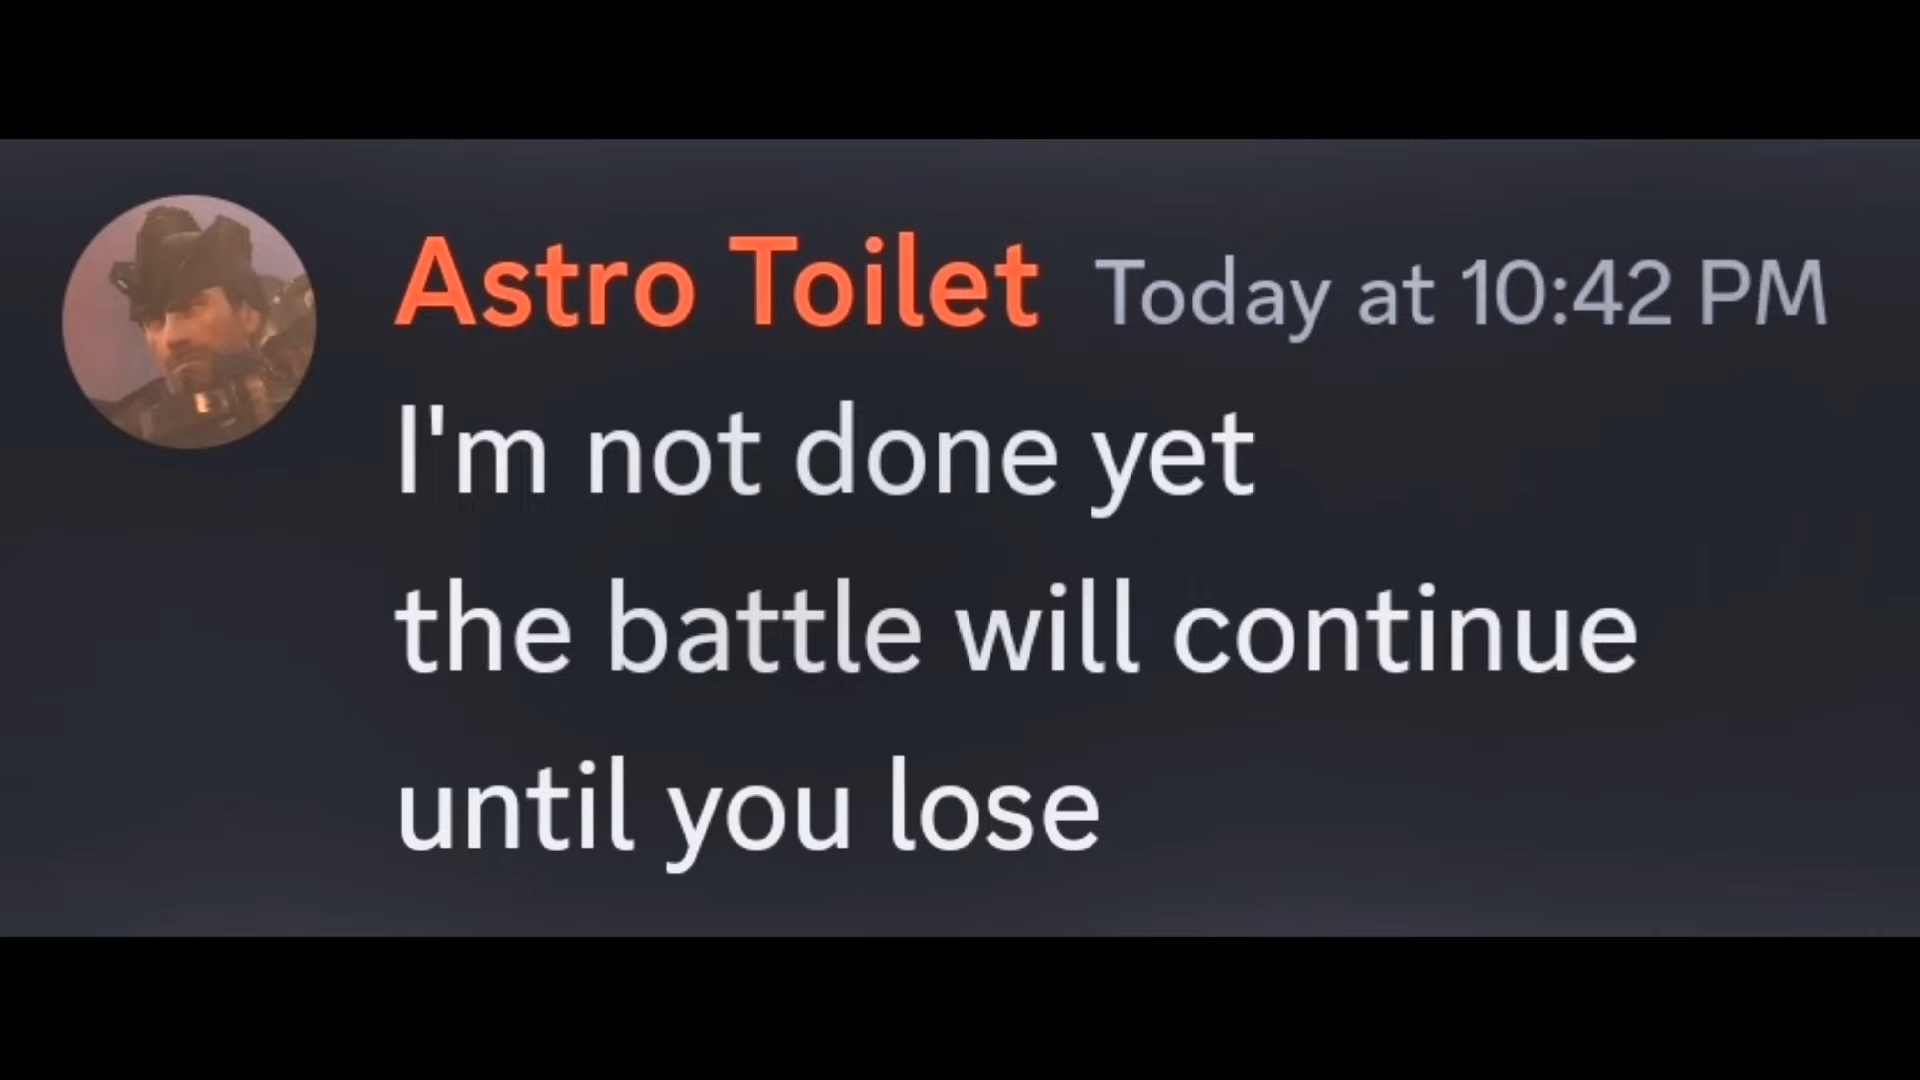 Astro Toilet Today at 10:42 PM
I'm not done yet
the battle will continue
until you lose